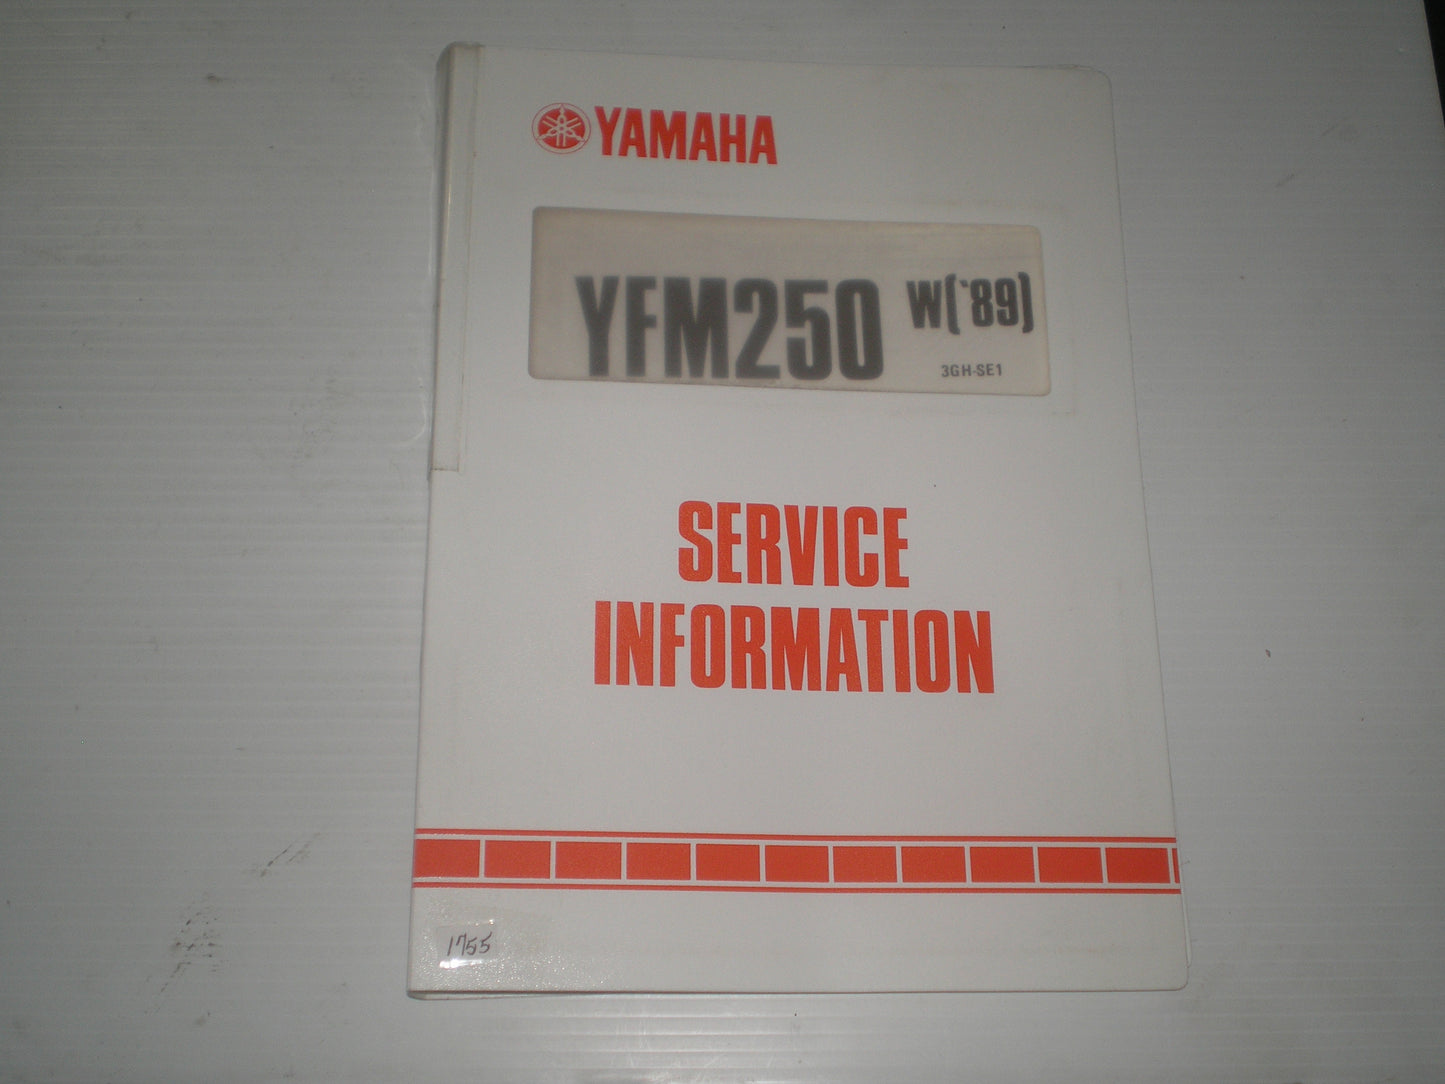 YAMAHA
YFM250 W('89)
3GH-SE1
SERVICE
INFORMATION
1755